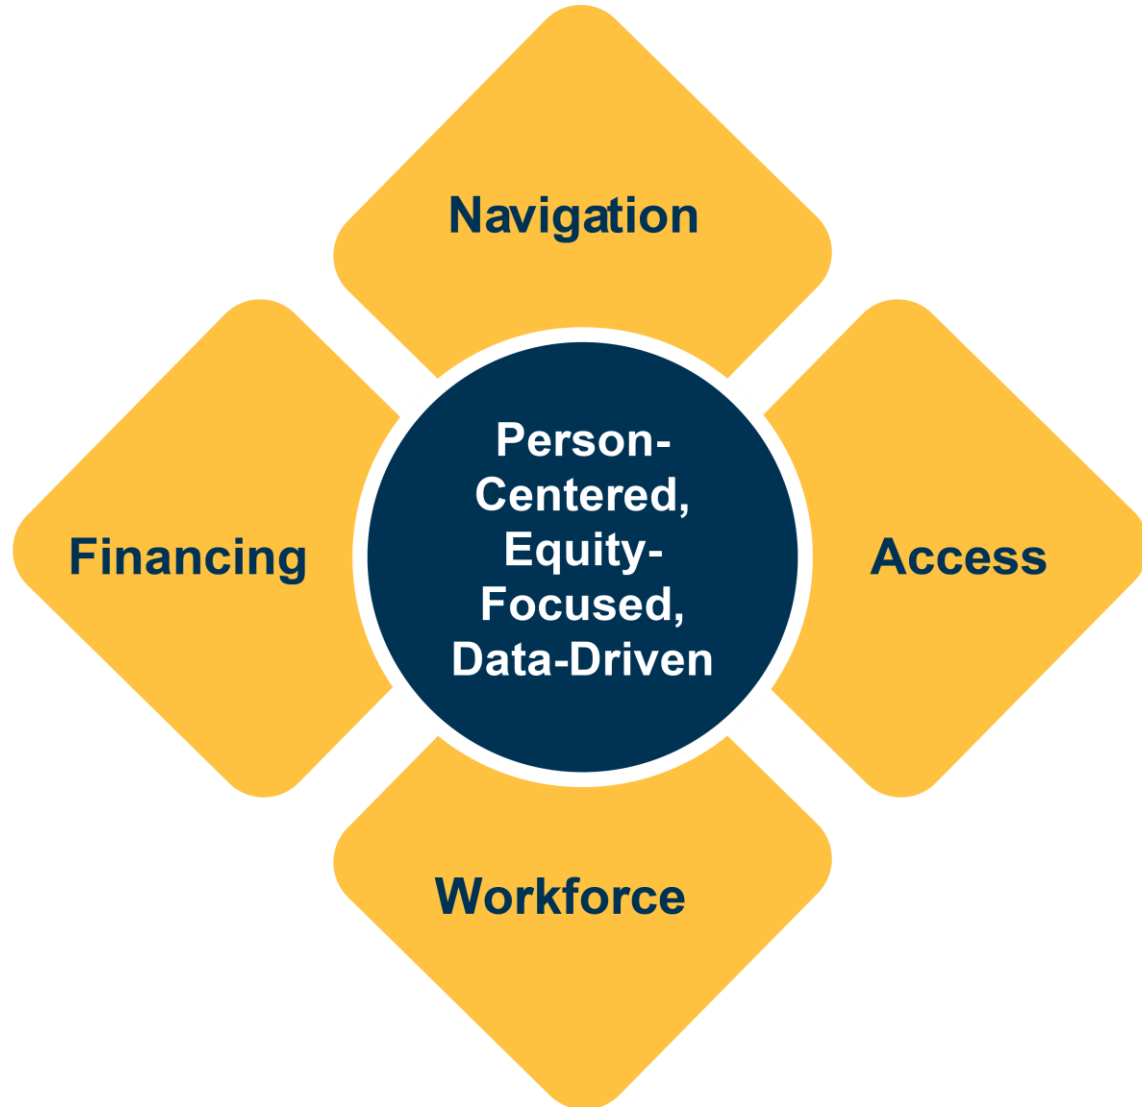 Navigation
Person-
Centered,
Equity-
Focused,
Data-Driven
Financing
Access
Workforce